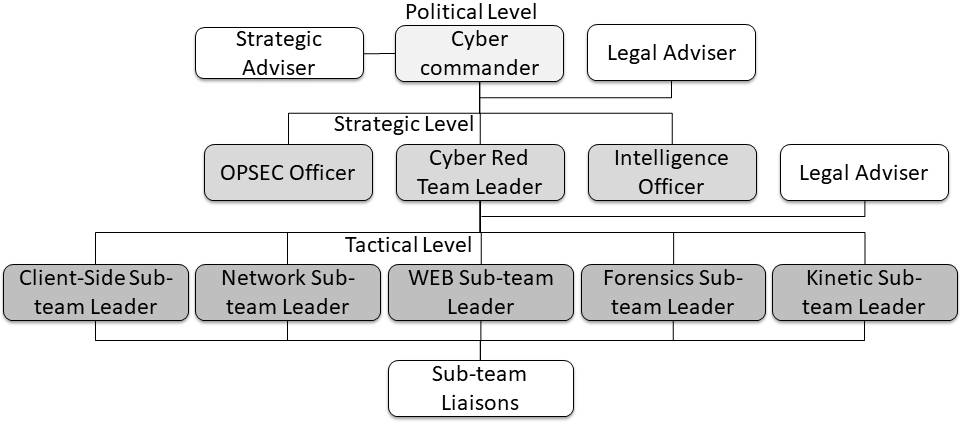 Political Level
Strategic
Adviser
Cyber
commander
Legal Adviser
Strategic Level
OPSEC Officer
Cyber Red
Team Leader
Intelligence
Officer
Legal Adviser
Tactical Level
Client-Side Sub-
team Leader
Network Sub-
team Leader
WEB Sub-team
Leader
Forensics Sub-
team Leader
Kinetic Sub-
team Leader
Sub-team
Liaisons